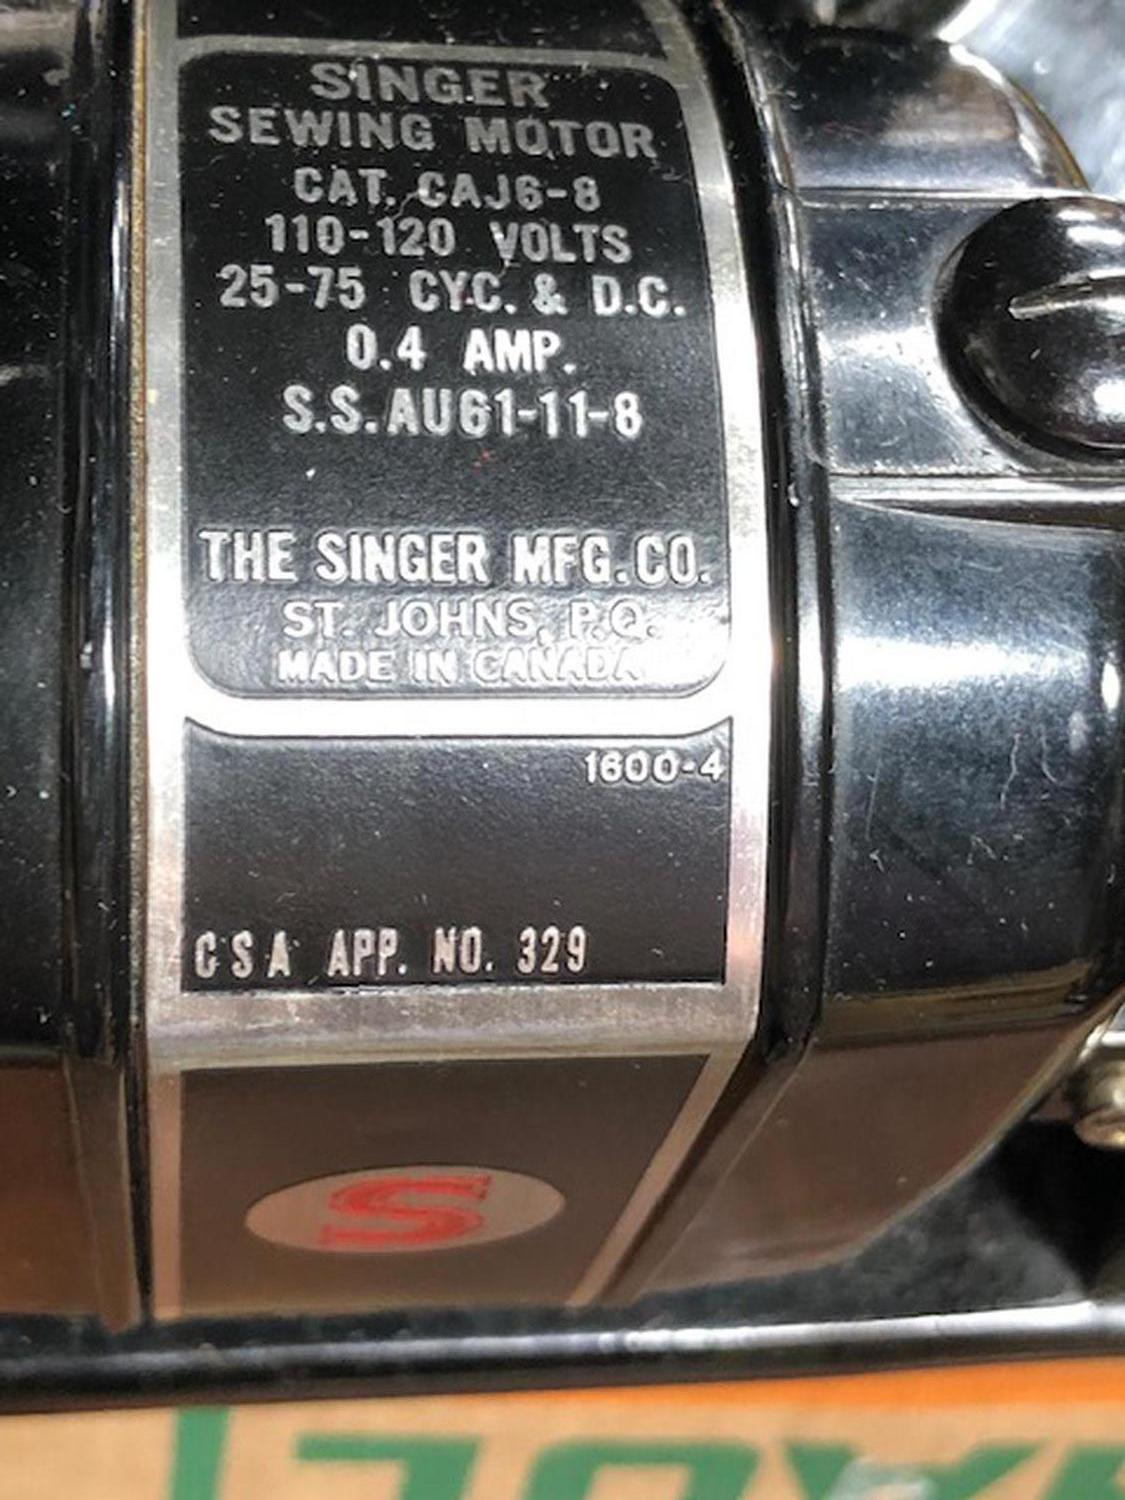 SINGER
SEWING MOTOR
CAT. CAJ6-8
110-120 VOLTS
25-75 CYC. & D.C.
0.4 AMP.
S.S. AU61-11-8
THE SINGER MFG. CO.
ST. JOHNS, P.Q.
MADE IN CANADA
1600-4
CSA APP. NO. 329
S